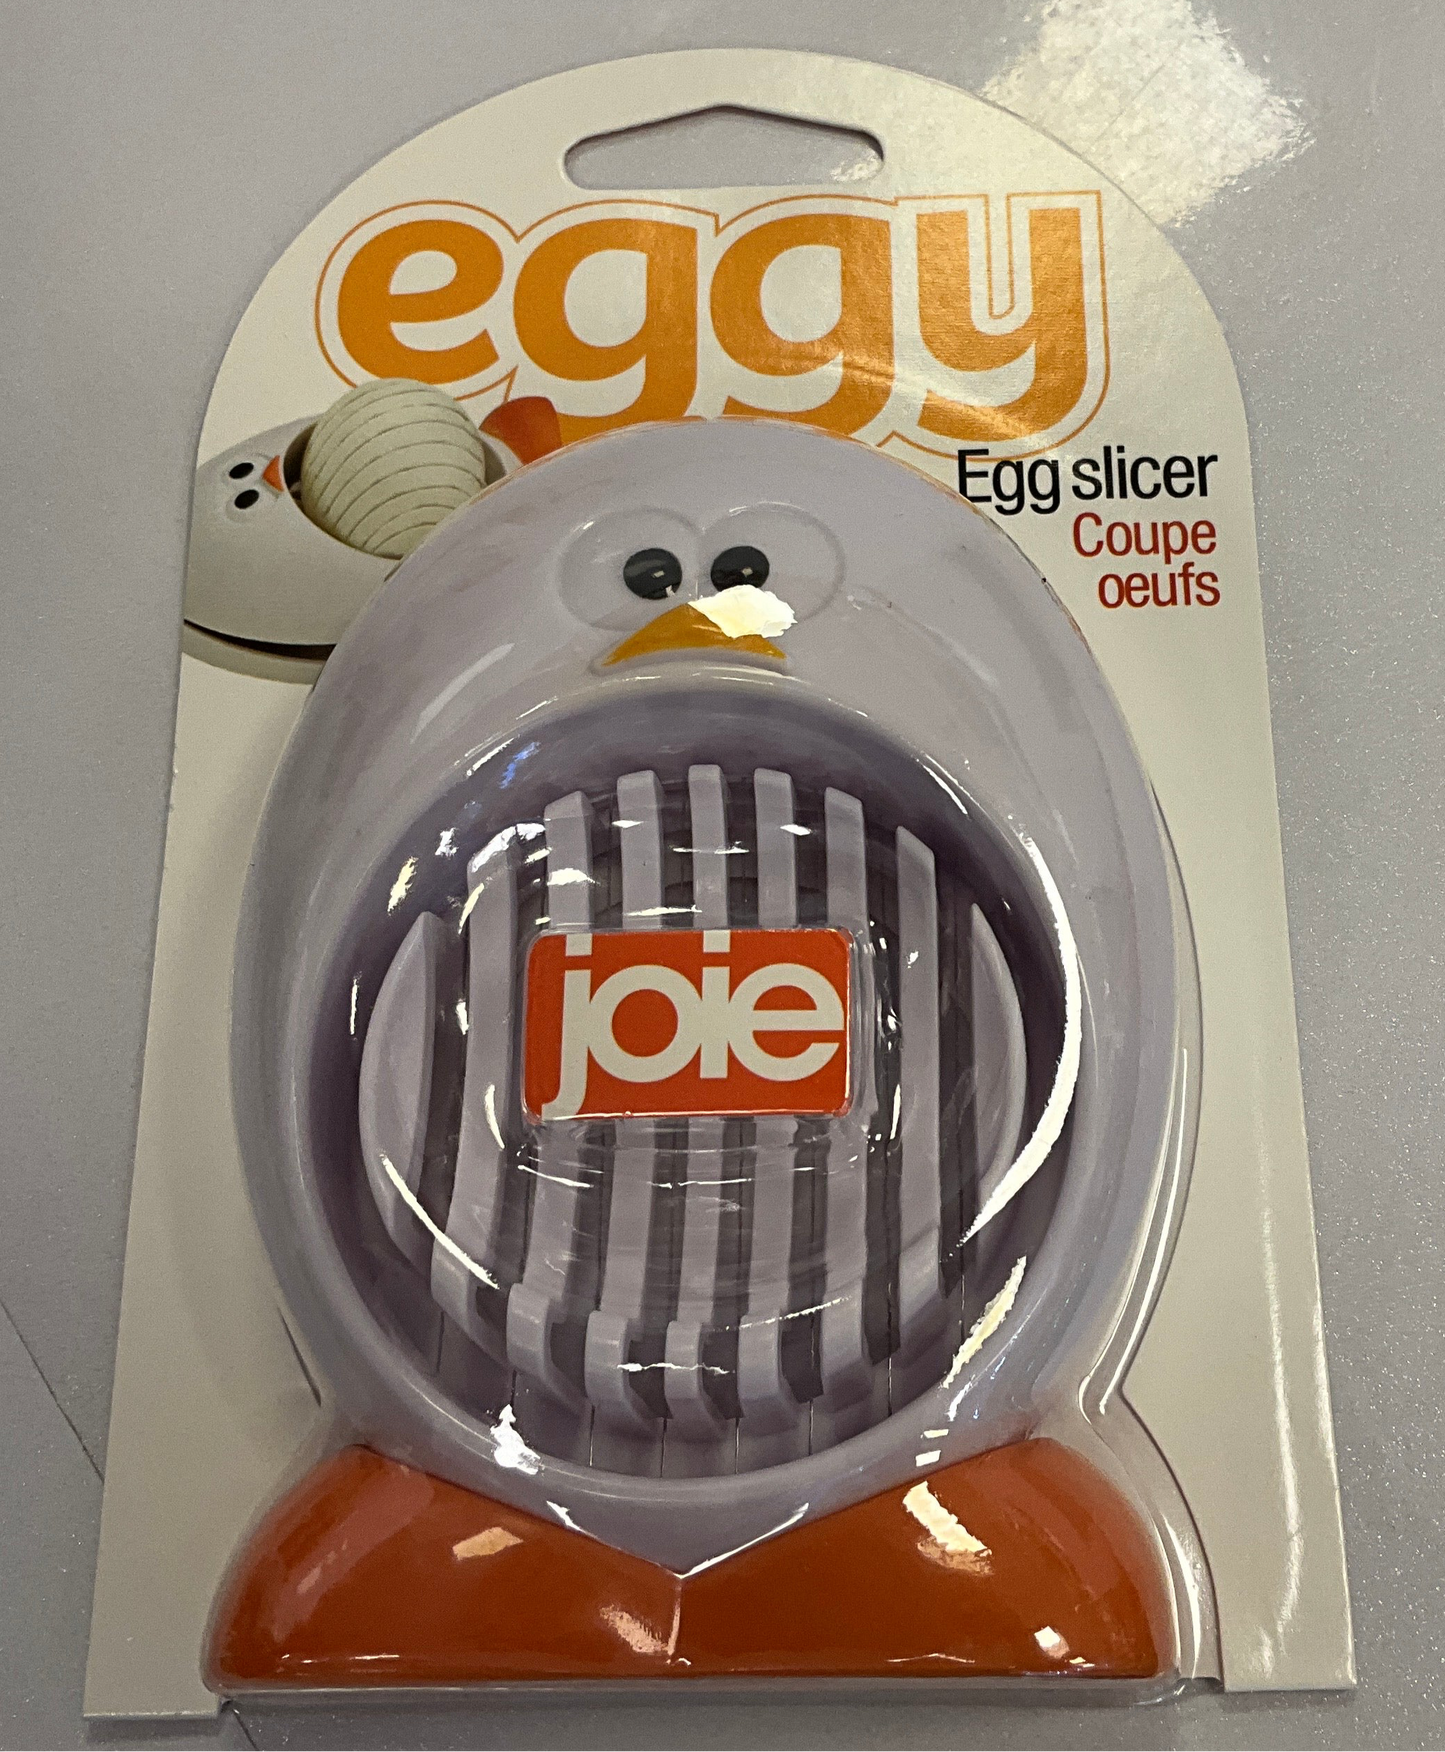 eggy
Egg slicer
Coupe
oeufs
joie